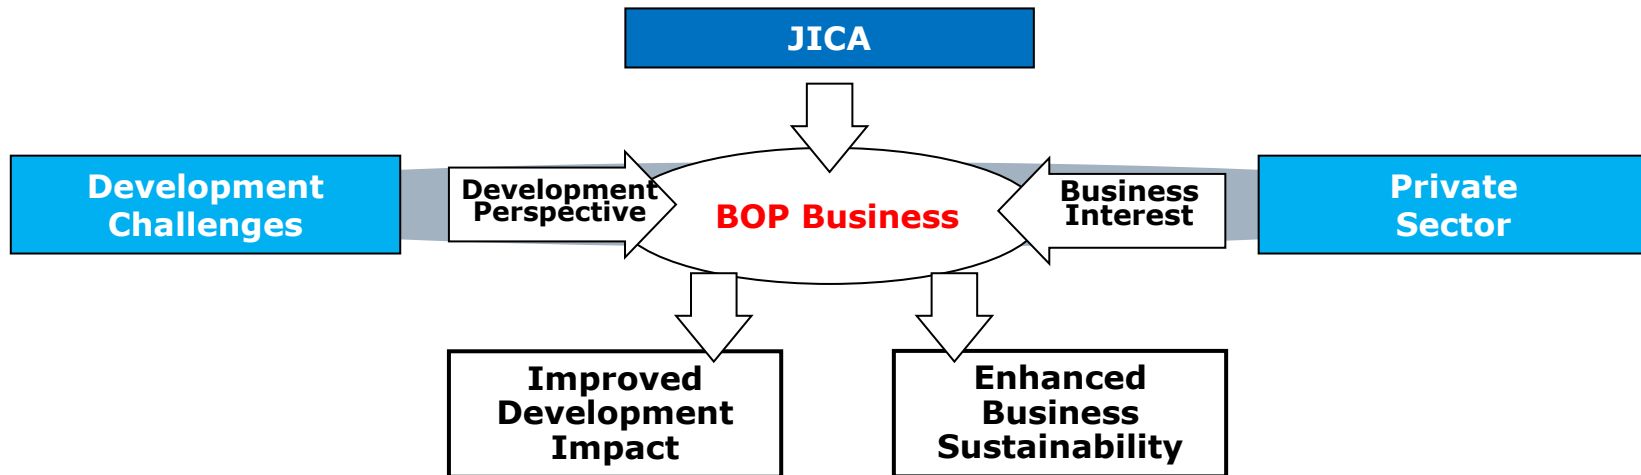 JICA
Development
Challenges
Development
Perspective
BOP Business
Business
Interest
Private
Sector
Improved
Development
Impact
Enhanced
Business
Sustainability